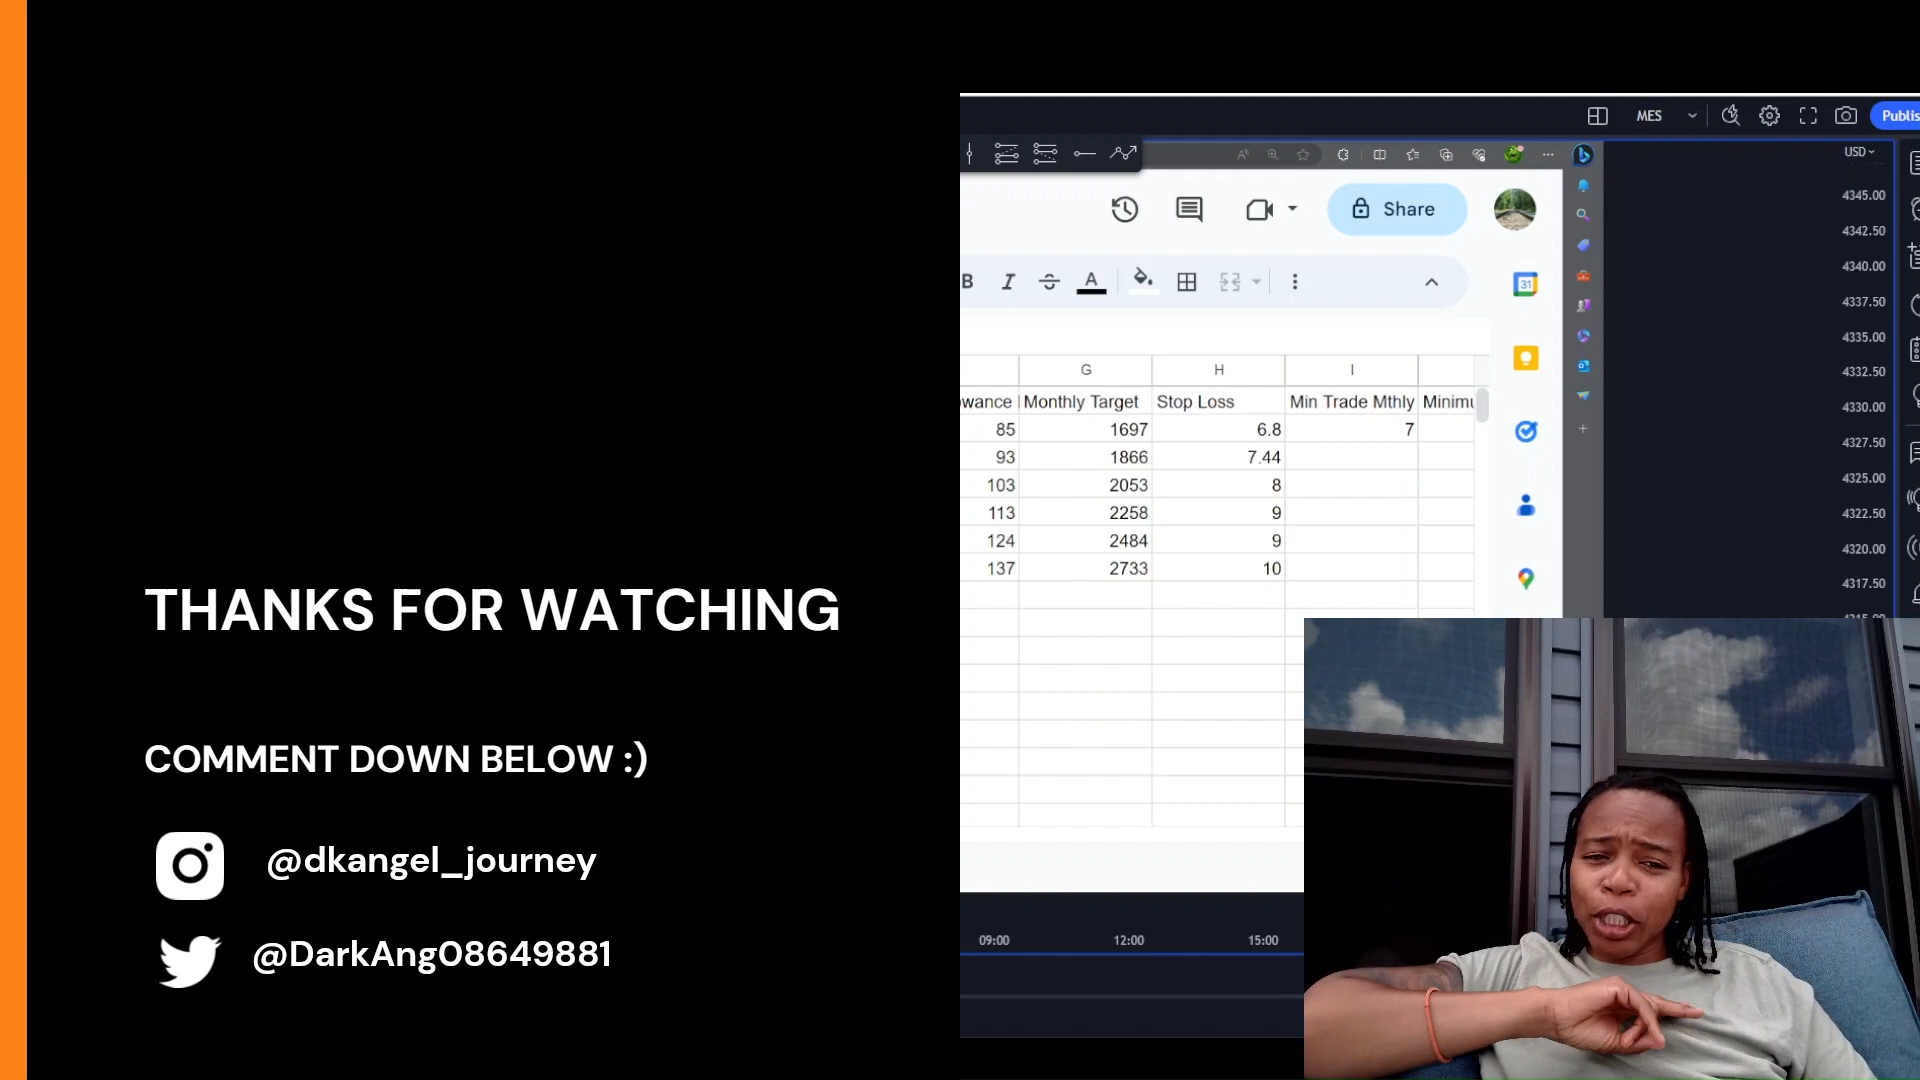 THANKS FOR WATCHING
COMMENT DOWN BELOW :)
@dkangel_journey
@DarkAng08649881
MES
Publis
USD
Share
B I A
31
G H I
owance Monthly Target Stop Loss Min Trade Mthly Minimu
85 1697 6.8 7
93 1866 7.44
103 2053 8
113 2258 9
124 2484 9
137 2733 10
4345.00
4342.50
4340.00
4337.50
4335.00
4332.50
4330.00
4327.50
4325.00
4322.50
4320.00
4317.50
09:00 12:00 15:00